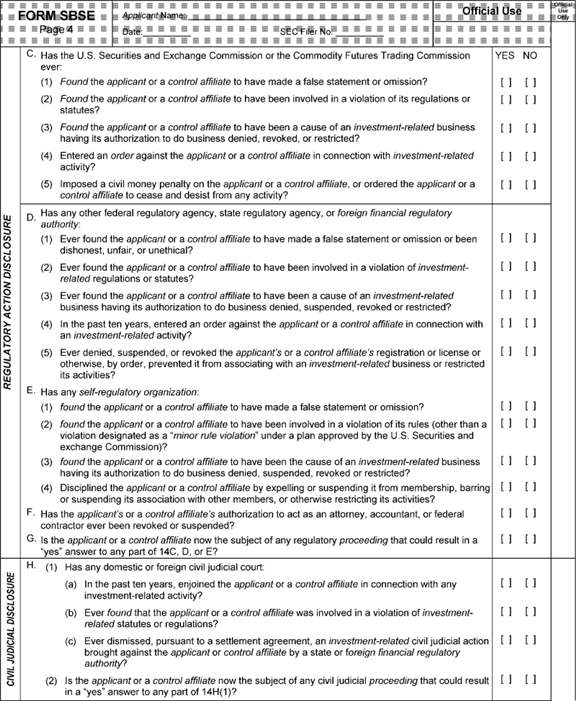 FORM SBSE
Page 4
Applicant Name:
Date: SEC Filer No.
Official Use
Official
Use
Only
REGULATORY ACTION DISCLOSURE
C. Has the U.S. Securities and Exchange Commission or the Commodity Futures Trading Commission YES NO
ever:
(1) Found the applicant or a control affiliate to have made a false statement or omission? [ ] [ ]
(2) Found the applicant or a control affiliate to have been involved in a violation of its regulations or [ ] [ ]
statutes?
(3) Found the applicant or a control affiliate to have been a cause of an investment-related business [ ] [ ]
having its authorization to do business denied, revoked, or restricted?
(4) Entered an order against the applicant or a control affiliate in connection with investment-related [ ] [ ]
activity?
(5) Imposed a civil money penalty on the applicant or a control affiliate, or ordered the applicant or a [ ] [ ]
control affiliate to cease and desist from any activity?
D. Has any other federal regulatory agency, state regulatory agency, or foreign financial regulatory
authority:
(1) Ever found the applicant or a control affiliate to have made a false statement or omission or been [ ] [ ]
dishonest, unfair, or unethical?
(2) Ever found the applicant or a control affiliate to have been involved in a violation of investment- [ ] [ ]
related regulations or statutes?
(3) Ever found the applicant or a control affiliate to have been a cause of an investment-related [ ] [ ]
business having its authorization to do business denied, suspended, revoked or restricted?
(4) In the past ten years, entered an order against the applicant or a control affiliate in connection with [ ] [ ]
an investment-related activity?
(5) Ever denied, suspended, or revoked the applicant's or a control affiliate's registration or license or [ ] [ ]
otherwise, by order, prevented it from associating with an investment-related business or restricted
its activities?
E. Has any self-regulatory organization:
(1) found the applicant or a control affiliate to have made a false statement or omission? [ ] [ ]
(2) found the applicant or a control affiliate to have been involved in a violation of its rules (other than a [ ] [ ]
violation designated as a "minor rule violation" under a plan approved by the U.S. Securities and
exchange Commission)?
(3) found the applicant or a control affiliate to have been the cause of an investment-related business [ ] [ ]
having its authorization to do business denied, suspended, revoked or restricted?
(4) Disciplined the applicant or a control affiliate by expelling or suspending it from membership, barring [ ] [ ]
or suspending its association with other members, or otherwise restricting its activities?
F. Has the applicant's or a control affiliate's authorization to act as an attorney, accountant, or federal [ ] [ ]
contractor ever been revoked or suspended?
G. Is the applicant or a control affiliate now the subject of any regulatory proceeding that could result in a [ ] [ ]
"yes" answer to any part of 14C, D, or E?
CIVIL JUDICIAL DISCLOSURE
H. (1) Has any domestic or foreign civil judicial court:
(a) In the past ten years, enjoined the applicant or a control affiliate in connection with any [ ] [ ]
investment-related activity?
(b) Ever found that the applicant or a control affiliate was involved in a violation of investment- [ ] [ ]
related statutes or regulations?
(c) Ever dismissed, pursuant to a settlement agreement, an investment-related civil judicial action [ ] [ ]
brought against the applicant or control affiliate by a state or foreign financial regulatory
authority?
(2) Is the applicant or a control affiliate now the subject of any civil judicial proceeding that could result [ ] [ ]
in a "yes" answer to any part of 14H(1)?